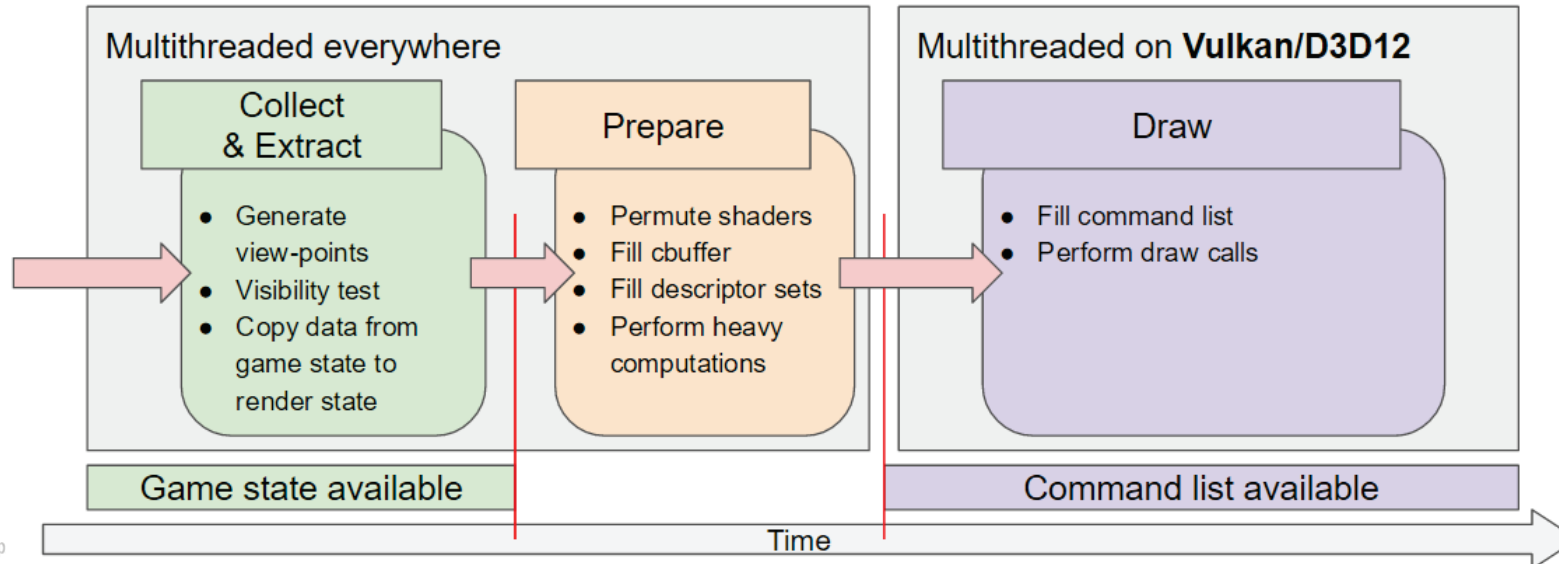 Multithreaded everywhere
Collect
& Extract
● Generate
view-points
● Visibility test
● Copy data from
game state to
render state
Prepare
● Permute shaders
● Fill cbuffer
● Fill descriptor sets
● Perform heavy
computations
Multithreaded on Vulkan/D3D12
Draw
● Fill command list
● Perform draw calls
Game state available
Command list available
Time